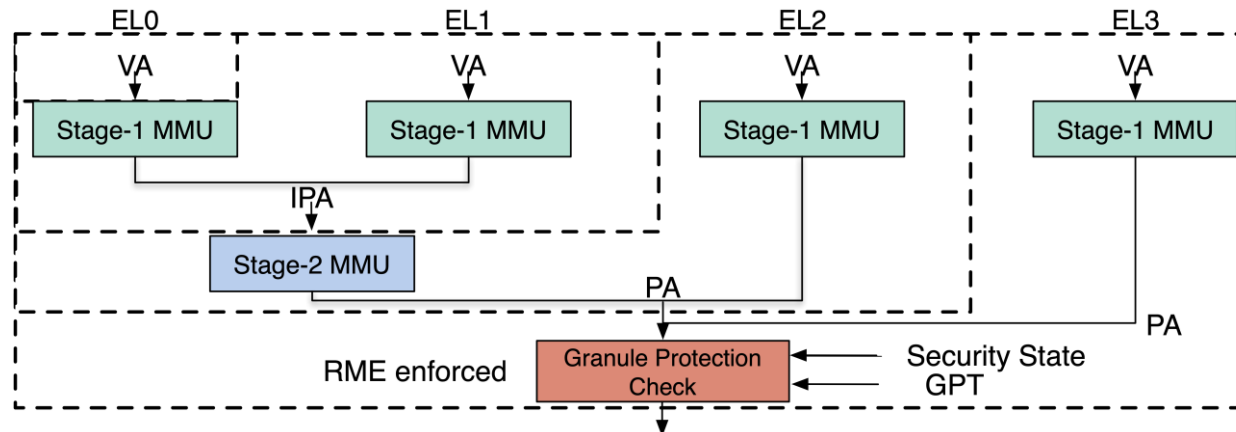 EL0 EL1 EL2 EL3
VA VA VA VA
Stage-1 MMU Stage-1 MMU Stage-1 MMU Stage-1 MMU
IPA
Stage-2 MMU
PA
PA
RME enforced
Granule Protection
Check
Security State
GPT